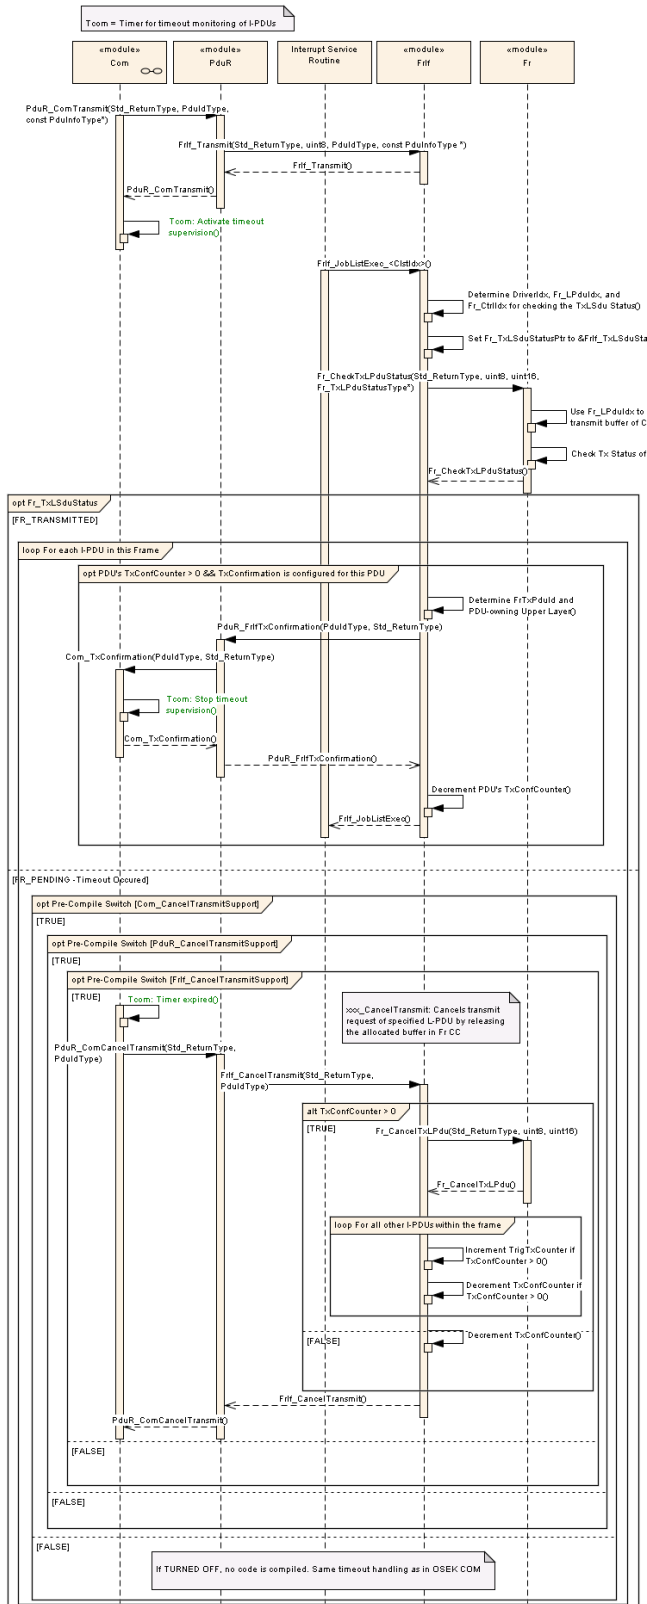 Tcom = Timer for timeout monitoring of I-PDUs
«module»
Com
«module»
PduR
Interrupt Service
Routine
«module»
FrIf
«module»
Fr
PduR_ComTransmit(Std_ReturnType, PduIdType,
const PduInfoType*)
FrIf_Transmit(Std_ReturnType, uint8, PduIdType, const PduInfoType *)
FrIf_Transmit()
PduR_ComTransmit()
Tcom: Activate timeout
supervision()
FrIf_JobListExec_<ClstIdx>()
Determine DriverIdx, Fr_LPduIdx, and
Fr_CtrlIdx for checking the TxLSdu Status()
Set Fr_TxLSduStatusPtr to &FrIf_TxLSduSta
Fr_CheckTxLPduStatus(Std_ReturnType, uint8, uint16,
Fr_TxLPduStatusType*)
Use Fr_LPduIdx to
transmit buffer of C
Check Tx Status of
Fr_CheckTxLPduStatus()
opt Fr_TxLSduStatus
[FR_TRANSMITTED]
loop For each I-PDU in this Frame
opt PDU's TxConfCounter > 0 && TxConfirmation is configured for this PDU
Determine FrTxPduId and
PDU-owning Upper Layer()
PduR_FrIfTxConfirmation(PduIdType, Std_ReturnType)
Com_TxConfirmation(PduIdType, Std_ReturnType)
Tcom: Stop timeout
supervision()
Com_TxConfirmation()
PduR_FrIfTxConfirmation()
Decrement PDU's TxConfCounter()
FrIf_JobListExec()
[FR_PENDING - Timeout Occured]
opt Pre-Compile Switch [Com_CancelTransmitSupport]
[TRUE]
opt Pre-Compile Switch [PduR_CancelTransmitSupport]
[TRUE]
opt Pre-Compile Switch [FrIf_CancelTransmitSupport]
[TRUE]
Tcom: Timer expired()
xxx_CancelTransmit: Cancels transmit
request of specified L-PDU by releasing
the allocated buffer in Fr CC
PduR_ComCancelTransmit(Std_ReturnType,
PduIdType)
FrIf_CancelTransmit(Std_ReturnType,
PduIdType)
alt TxConfCounter > 0
[TRUE]
Fr_CancelTxLPdu(Std_ReturnType, uint8, uint16)
Fr_CancelTxLPdu()
loop For all other I-PDUs within the frame
Increment TrigTxCounter if
TxConfCounter > 0()
Decrement TxConfCounter if
TxConfCounter > 0()
[FALSE]
Decrement TxConfCounter()
FrIf_CancelTransmit()
PduR_ComCancelTransmit()
[FALSE]
[FALSE]
[FALSE]
If TURNED OFF, no code is compiled. Same timeout handling as in OSEK COM